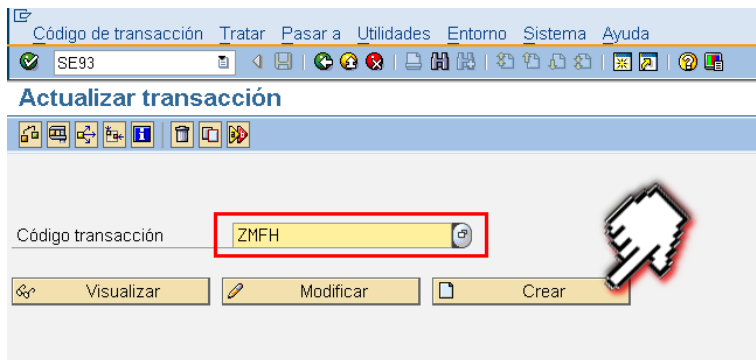 Código de transacción Tratar Pasar a Utilidades Entorno Sistema Ayuda
SE93
Actualizar transacción
Código transacción ZMFH
Visualizar Modificar Crear